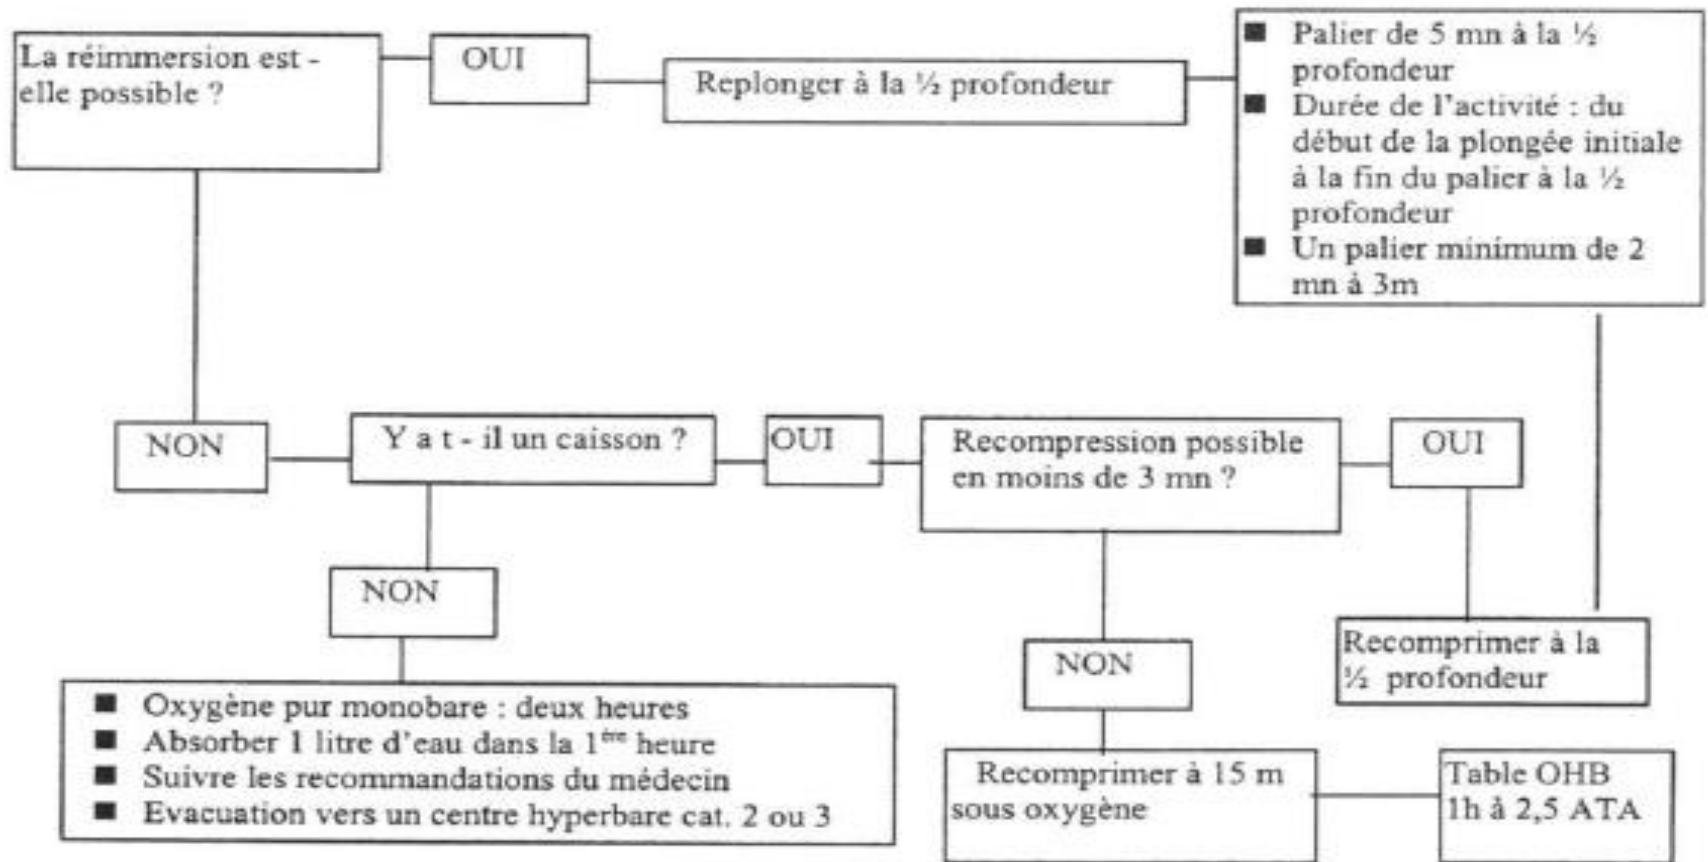 La réimmersion est -
elle possible ?
OUI
Replonger à la ½ profondeur
■ Palier de 5 mn à la ½
profondeur
■ Durée de l'activité : du
début de la plongée initiale
à la fin du palier à la ½
profondeur
■ Un palier minimum de 2
mn à 3m
NON
Y a t - il un caisson ?
OUI
Recompression possible
en moins de 3 mn ?
OUI
NON
NON
Recomprimer à la
½ profondeur
■ Oxygène pur monobare : deux heures
■ Absorber 1 litre d'eau dans la 1ère heure
■ Suivre les recommandations du médecin
■ Evacuation vers un centre hyperbare cat. 2 ou 3
Recomprimer à 15 m
sous oxygène
Table OHB
1h à 2,5 ATA